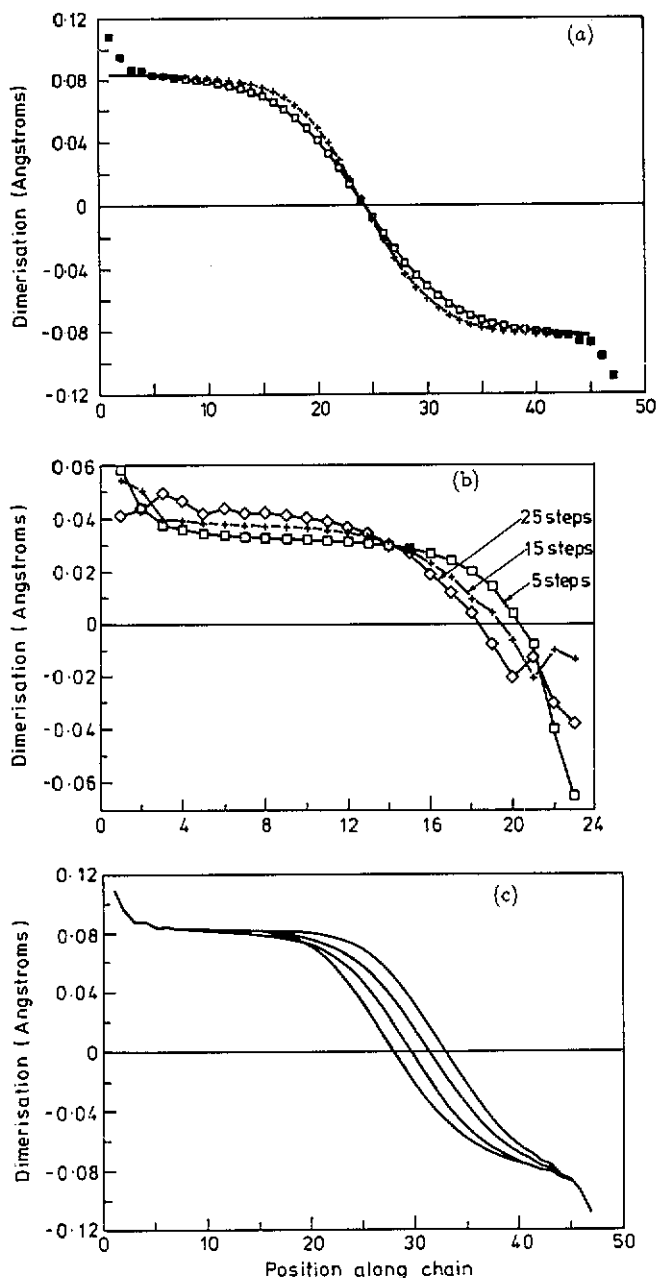 (a)
0·12
0·08
0·04
0
-0·04
-0·08
-0·12
Dimerisation (Angstroms)
0 10 20 30 40 50
(b)
0·06
0·04
0·02
0
-0·02
-0·04
-0·06
Dimerisation (Angstroms)
25 steps
15 steps
5 steps
0 4 8 12 16 20 24
(c)
0·12
0·08
0·04
0
-0·04
-0·08
-0·12
Dimerisation (Angstroms)
0 10 20 30 40 50
Position along chain